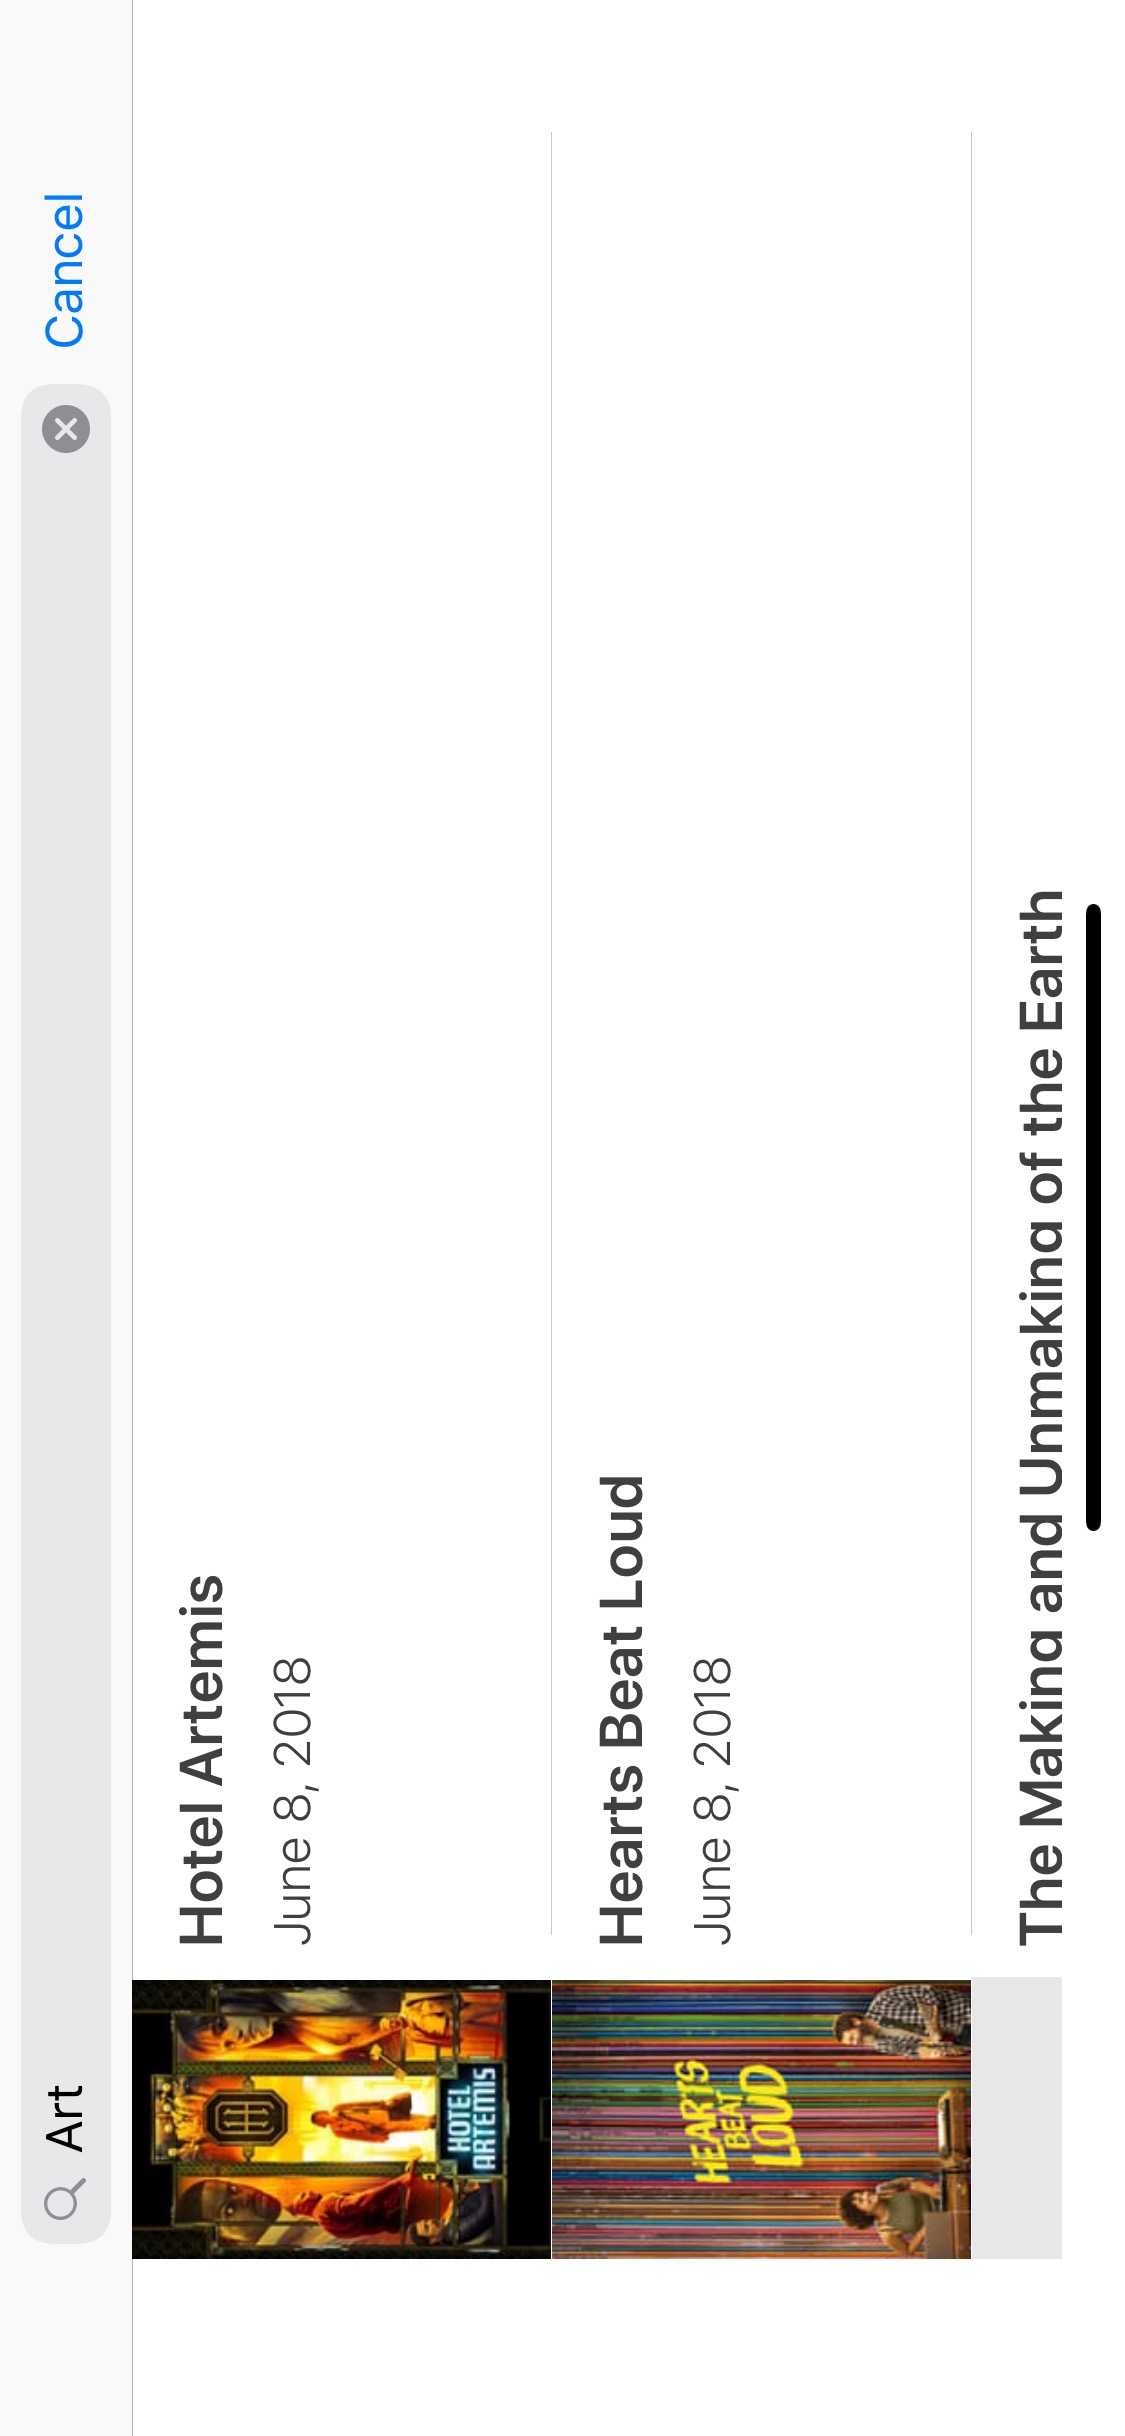 Art
Cancel
Hotel Artemis
June 8, 2018
H
HOTEL
ARTEMIS
Hearts Beat Loud
June 8, 2018
HEARTS
BEAT
LOUD
The Making and Unmaking of the Earth